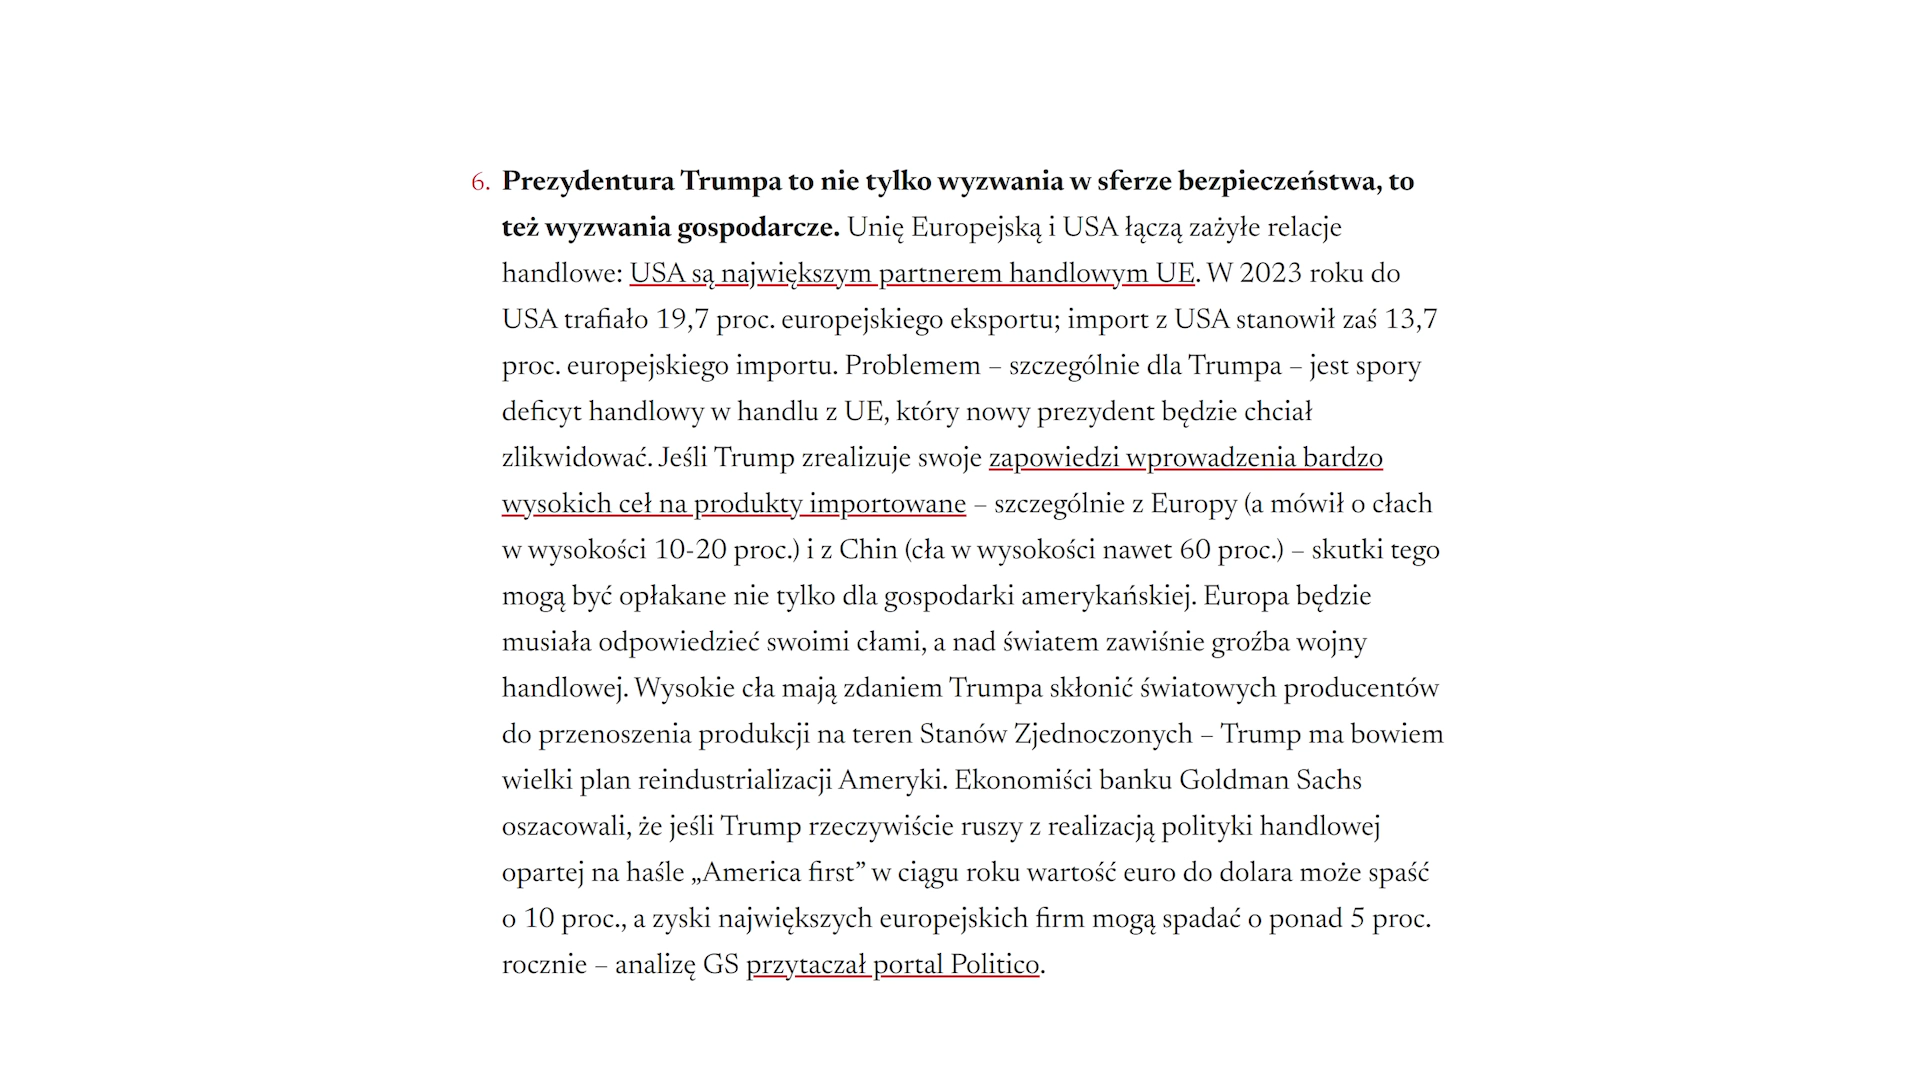 6. Prezydentura Trumpa to nie tylko wyzwania w sferze bezpieczeństwa, to
też wyzwania gospodarcze. Unię Europejską i USA łączą zażyłe relacje
handlowe: USA są największym partnerem handlowym UE. W 2023 roku do
USA trafiało 19,7 proc. europejskiego eksportu; import z USA stanowił zaś 13,7
proc. europejskiego importu. Problemem – szczególnie dla Trumpa – jest spory
deficyt handlowy w handlu z UE, który nowy prezydent będzie chciał
zlikwidować. Jeśli Trump zrealizuje swoje zapowiedzi wprowadzenia bardzo
wysokich ceł na produkty importowane – szczególnie z Europy (a mówił o cłach
w wysokości 10-20 proc.) i z Chin (cła w wysokości nawet 60 proc.) – skutki tego
mogą być opłakane nie tylko dla gospodarki amerykańskiej. Europa będzie
musiała odpowiedzieć swoimi cłami, a nad światem zawiśnie groźba wojny
handlowej. Wysokie cła mają zdaniem Trumpa skłonić światowych producentów
do przenoszenia produkcji na teren Stanów Zjednoczonych – Trump ma bowiem
wielki plan reindustrializacji Ameryki. Ekonomiści banku Goldman Sachs
oszacowali, że jeśli Trump rzeczywiście ruszy z realizacją polityki handlowej
opartej na haśle „America first” w ciągu roku wartość euro do dolara może spaść
o 10 proc., a zyski największych europejskich firm mogą spadać o ponad 5 proc.
rocznie – analizę GS przytaczał portal Politico.